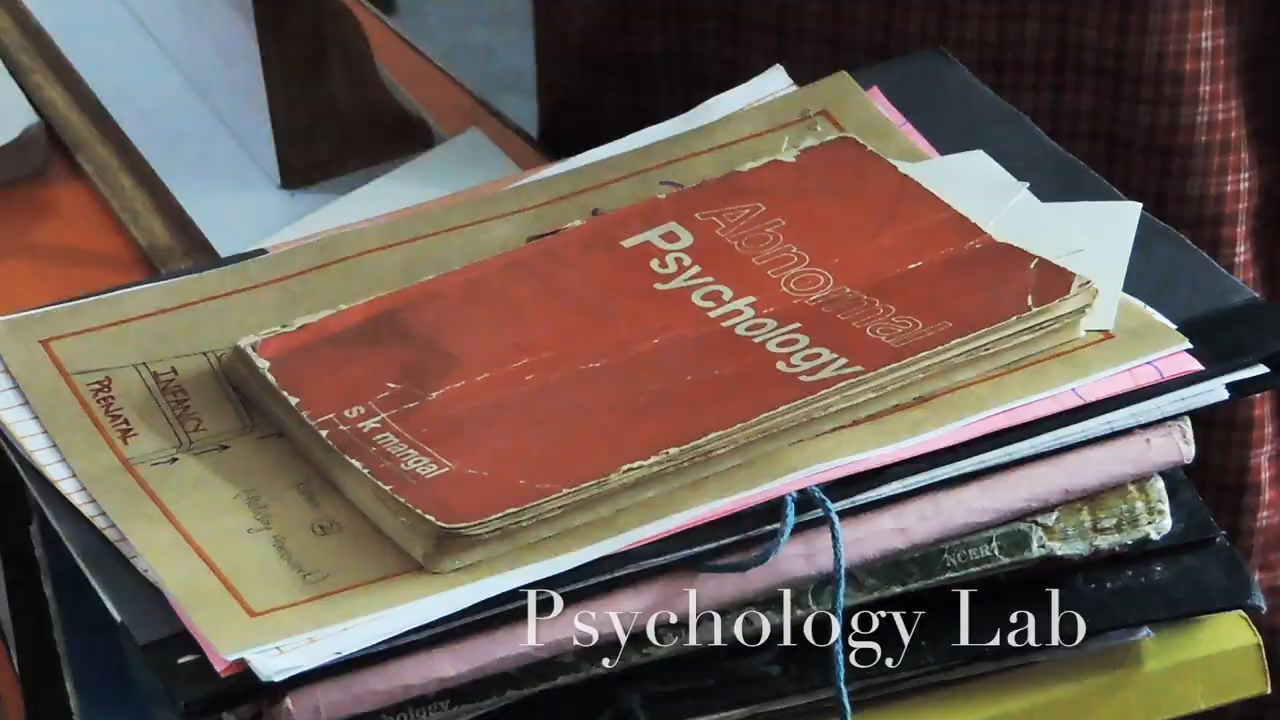 Abnormal
Psychology
s k mangal
INFANCY
PRENATAL
NCERT
Psychology Lab